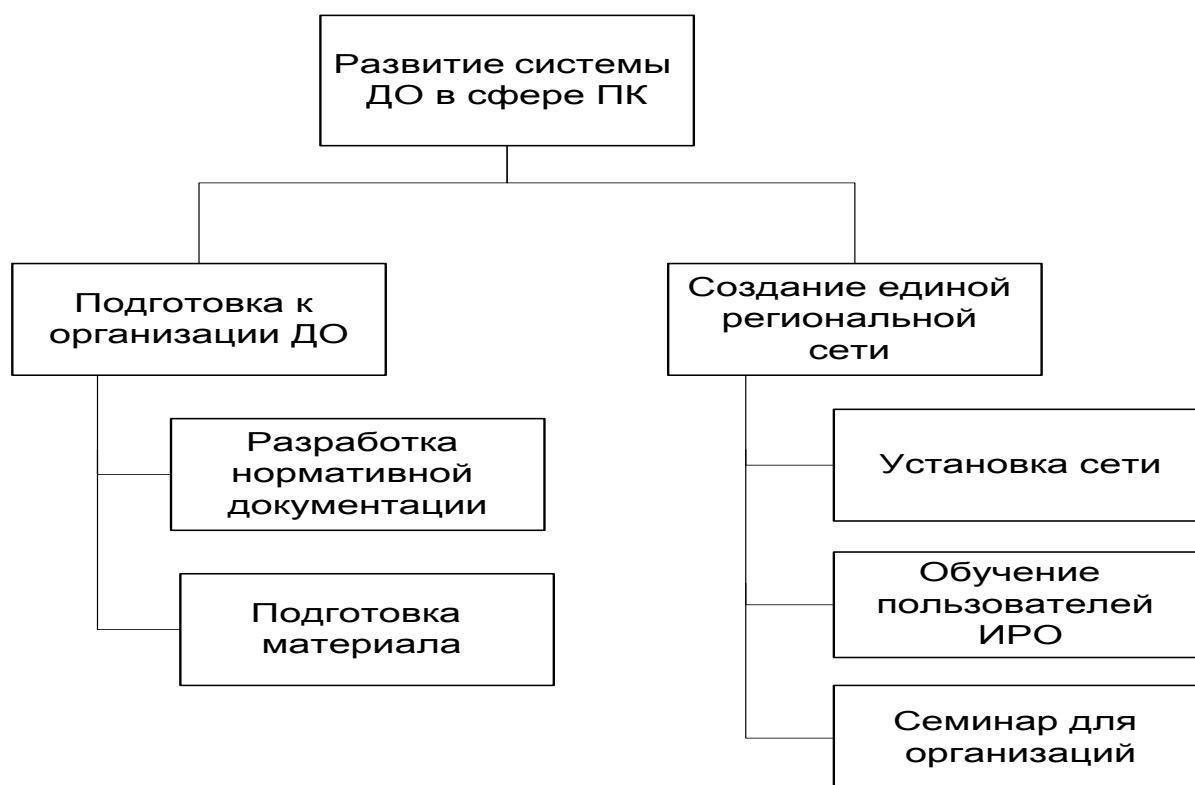 Развитие системы
ДО в сфере ПК
Подготовка к
организации ДО
Разработка
нормативной
документации
Подготовка
материала
Создание единой
региональной
сети
Установка сети
Обучение
пользователей
ИРО
Семинар для
организаций